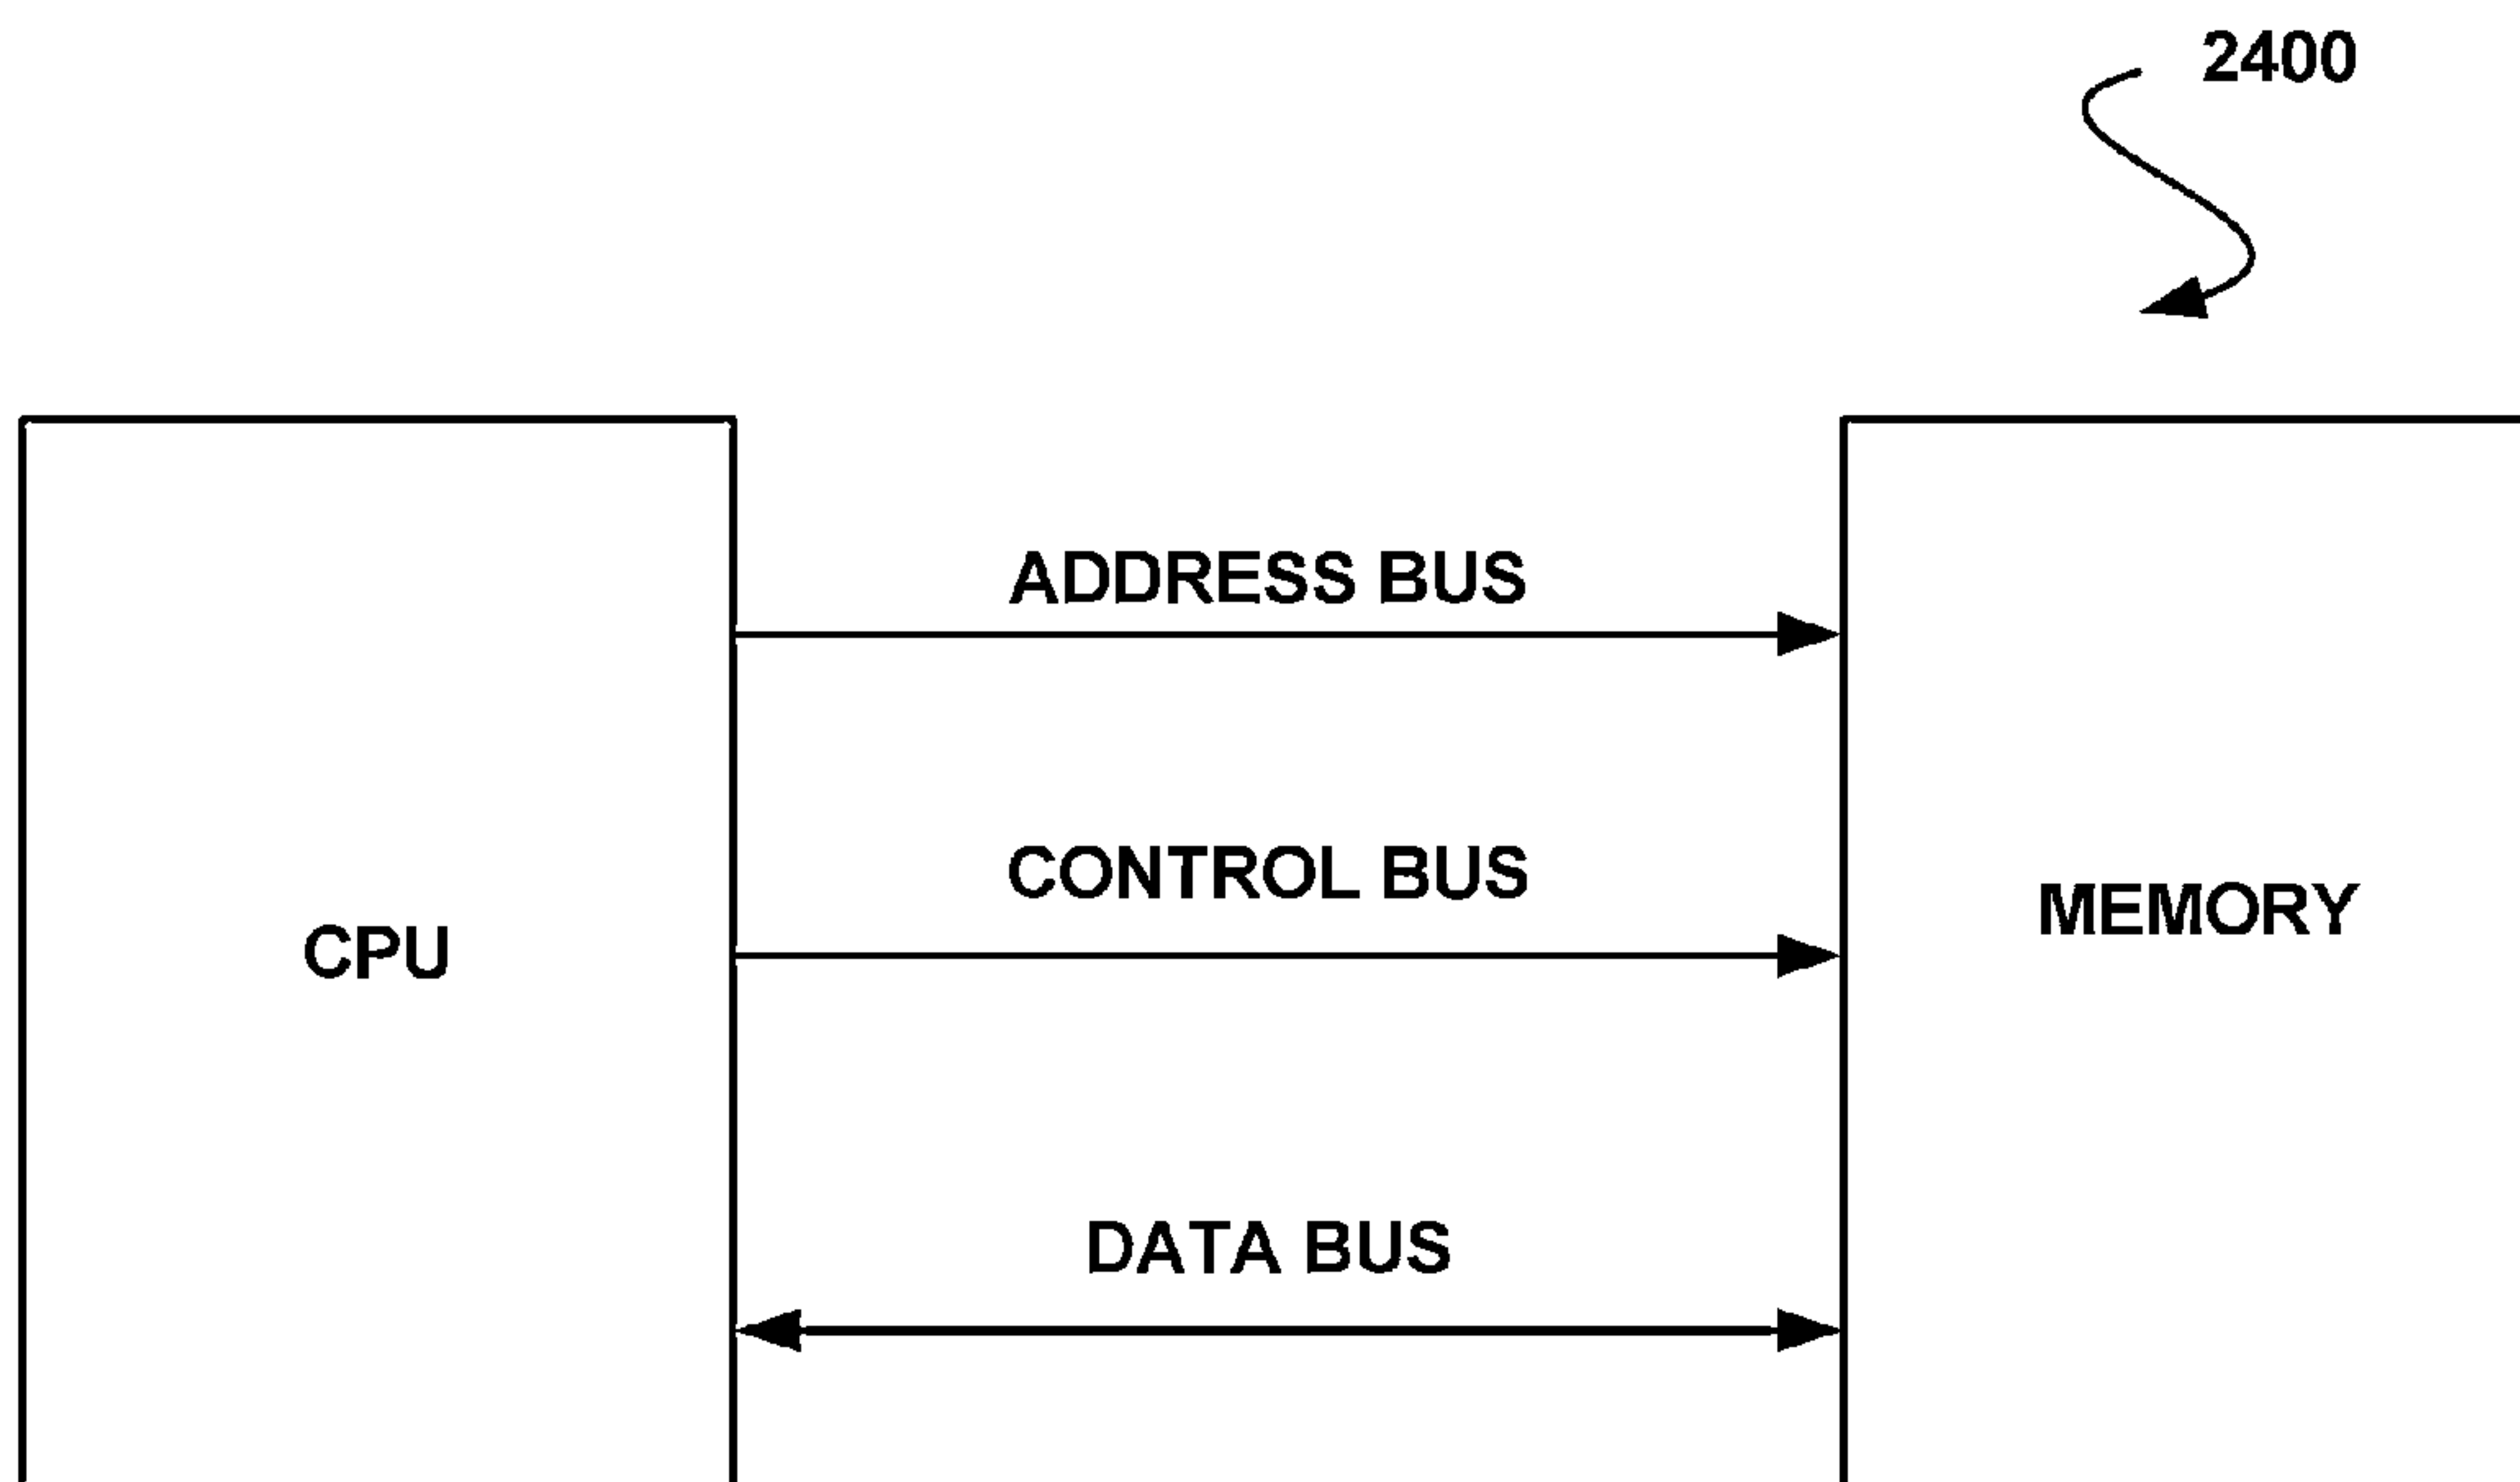 2400
ADDRESS BUS
CONTROL BUS
CPU
MEMORY
DATA BUS